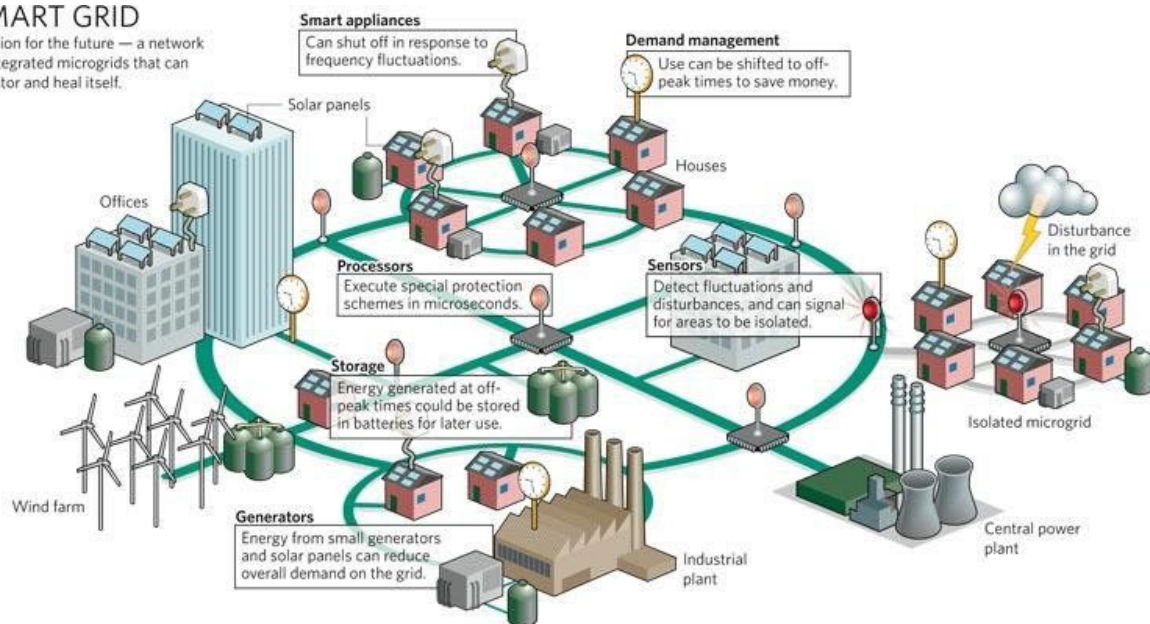 MART GRID
ion for the future — a network
tegrated microgrids that can
tor and heal itself.
Smart appliances
Can shut off in response to
frequency fluctuations.
Demand management
Use can be shifted to off-
peak times to save money.
Solar panels
Houses
Offices
Disturbance
in the grid
Processors
Execute special protection
schemes in microseconds.
Sensors
Detect fluctuations and
disturbances, and can signal
for areas to be isolated.
Storage
Energy generated at off-
peak times could be stored
in batteries for later use.
Isolated microgrid
Wind farm
Generators
Energy from small generators
and solar panels can reduce
overall demand on the grid.
Industrial
plant
Central power
plant